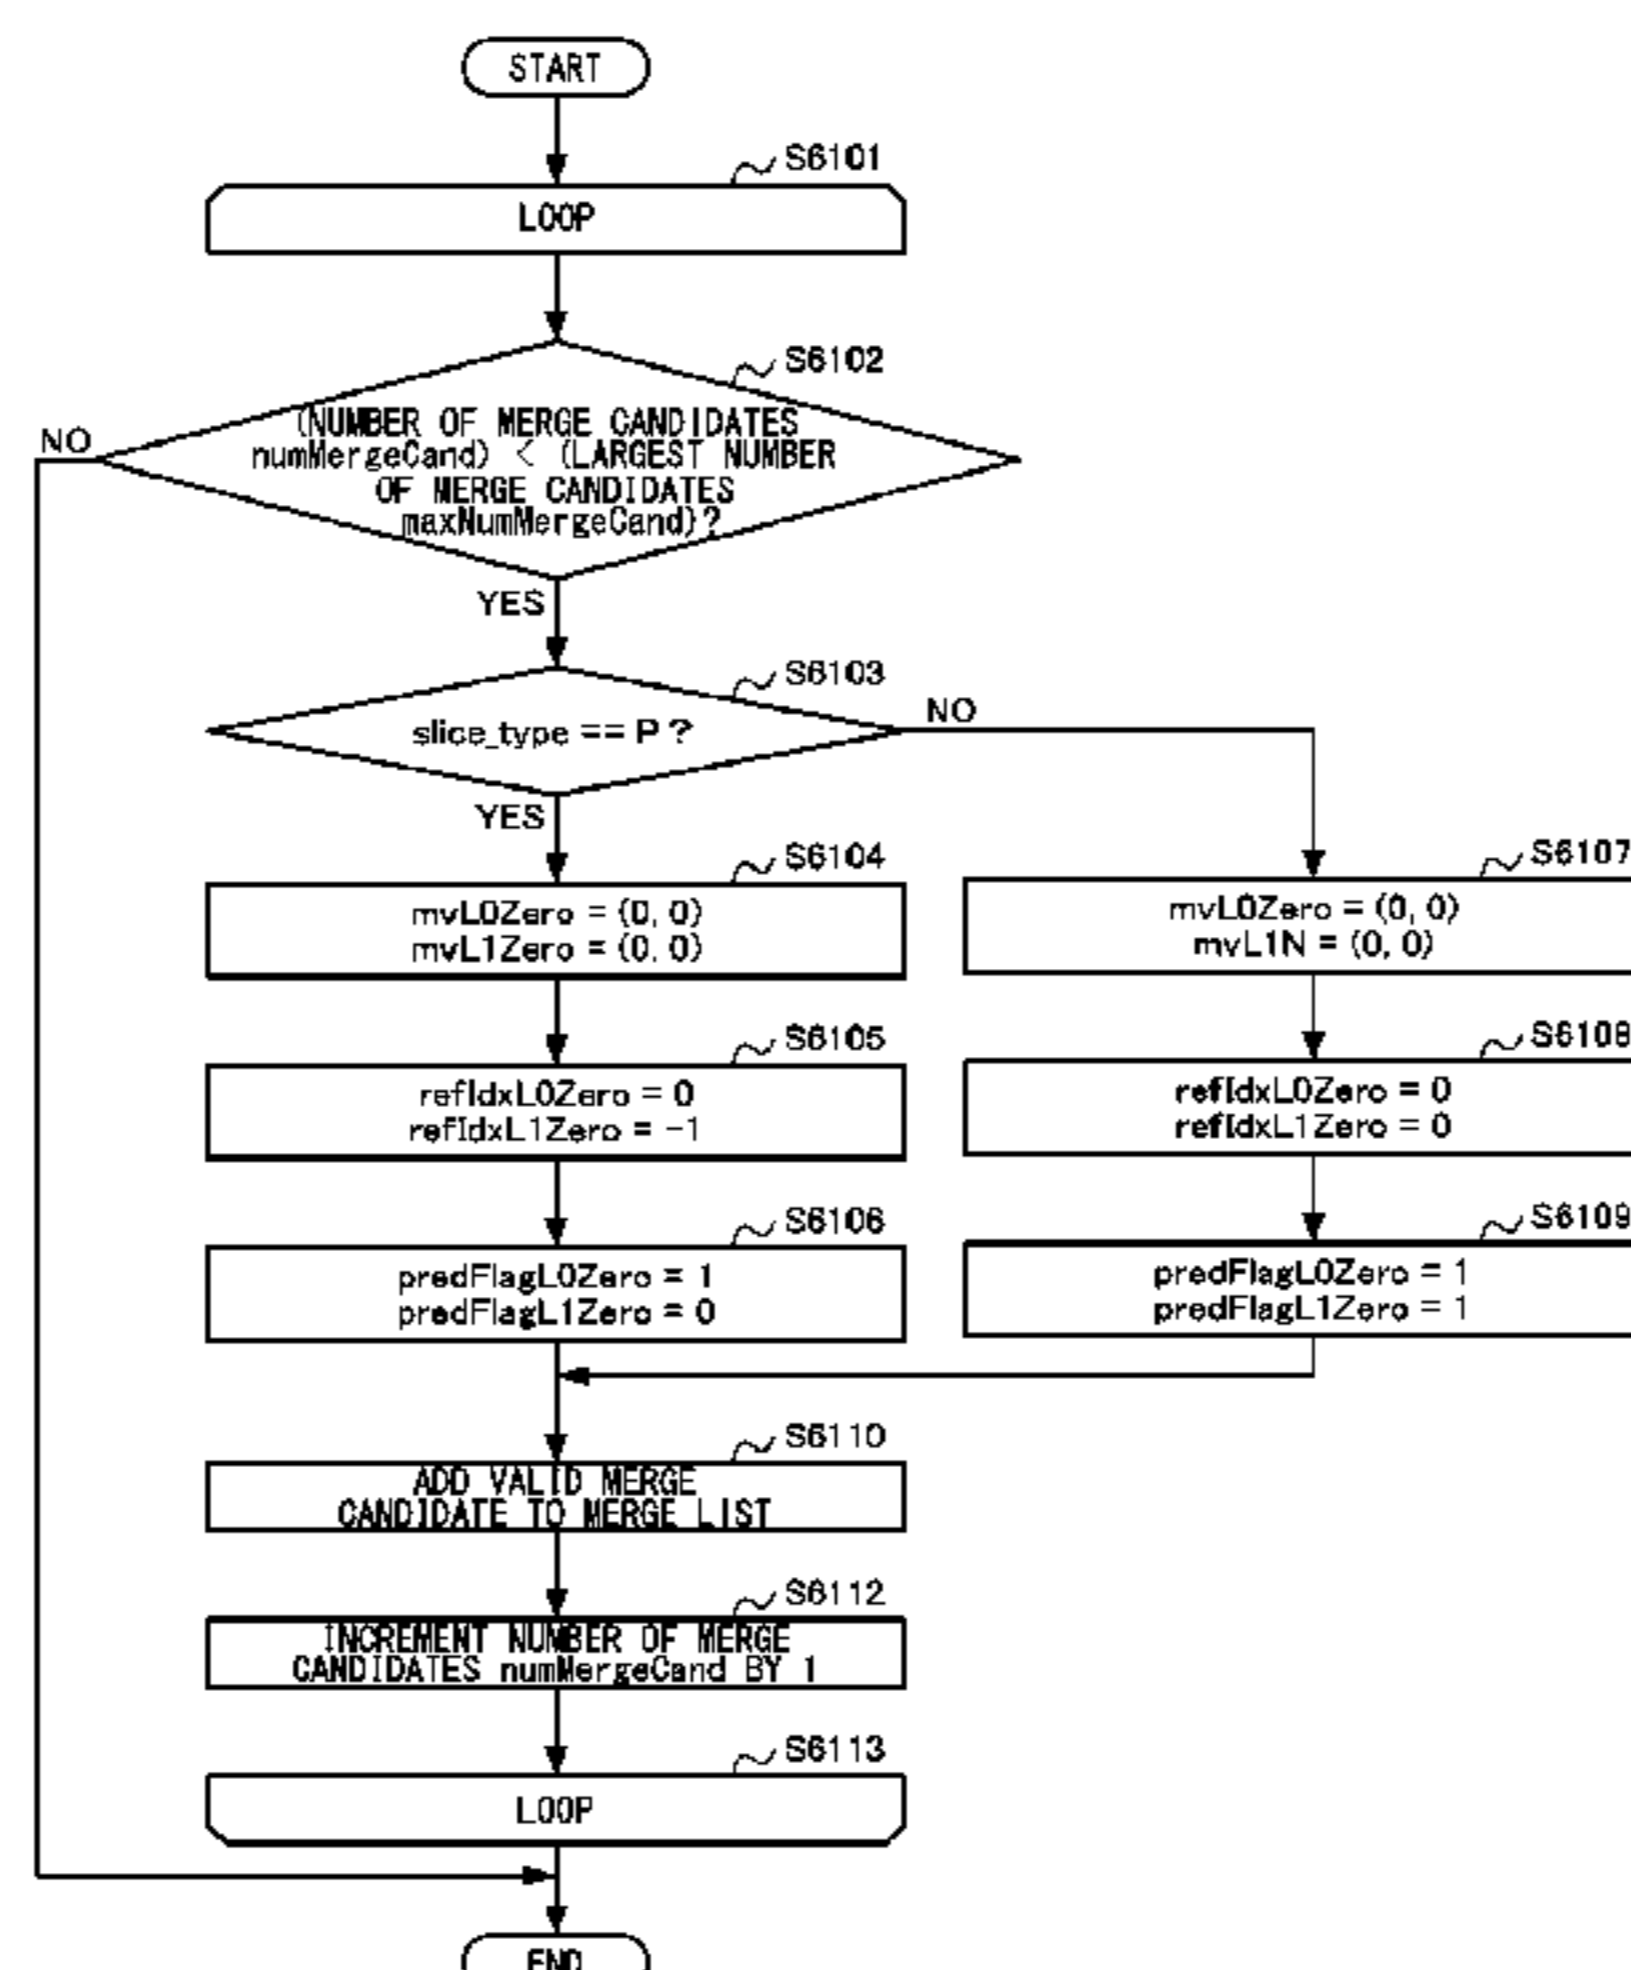 START
S6101
LOOP
S6102
(NUMBER OF MERGE CANDIDATES
numMergeCand) < (LARGEST NUMBER
OF MERGE CANDIDATES
maxNumMergeCand)?
NO
YES
S6103
slice_type == P ?
NO
YES
S6104
mvL0Zero = (0, 0)
mvL1Zero = (0, 0)
S6105
refIdxL0Zero = 0
refIdxL1Zero = -1
S6106
predFlagL0Zero = 1
predFlagL1Zero = 0
S6107
mvL0Zero = (0, 0)
mvL1N = (0, 0)
S6108
refIdxL0Zero = 0
refIdxL1Zero = 0
S6109
predFlagL0Zero = 1
predFlagL1Zero = 1
S6110
ADD VALID MERGE
CANDIDATE TO MERGE LIST
S6112
INCREMENT NUMBER OF MERGE
CANDIDATES numMergeCand BY 1
S6113
LOOP
END